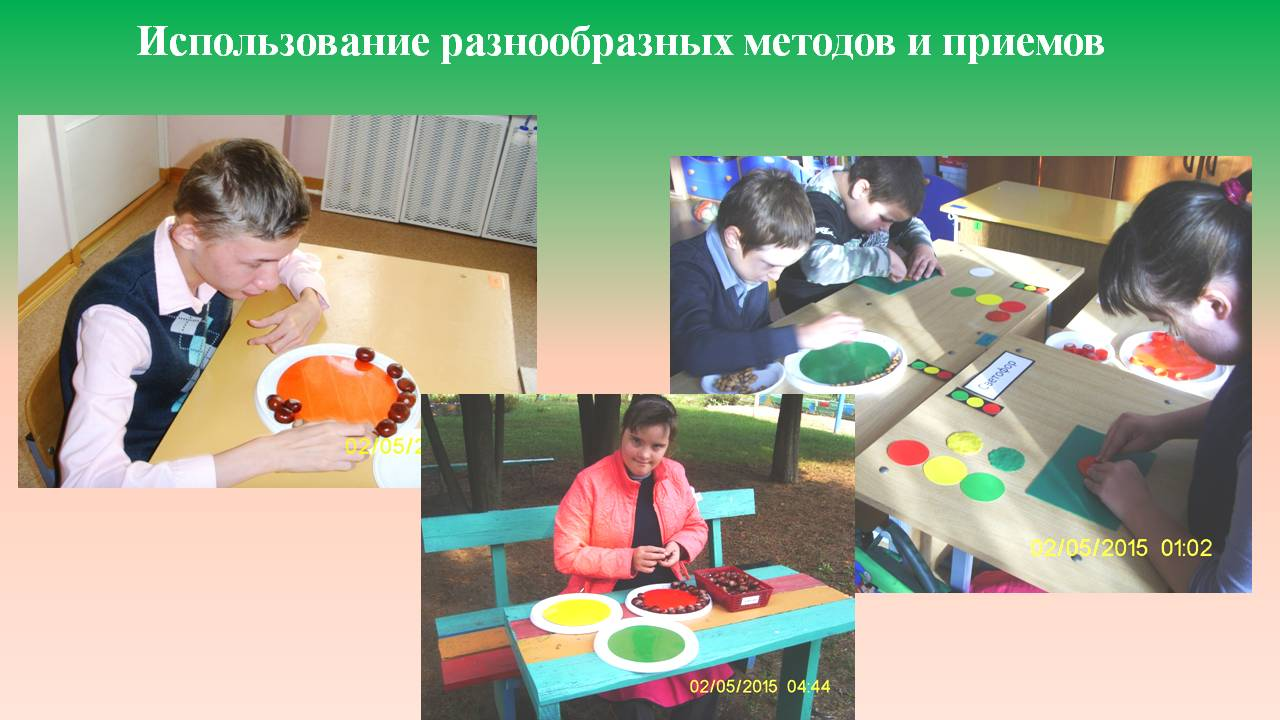 Использование разнообразных методов и приемов
02/05/2
Светофор
02/05/2015 01:02
02/05/2015 04:44